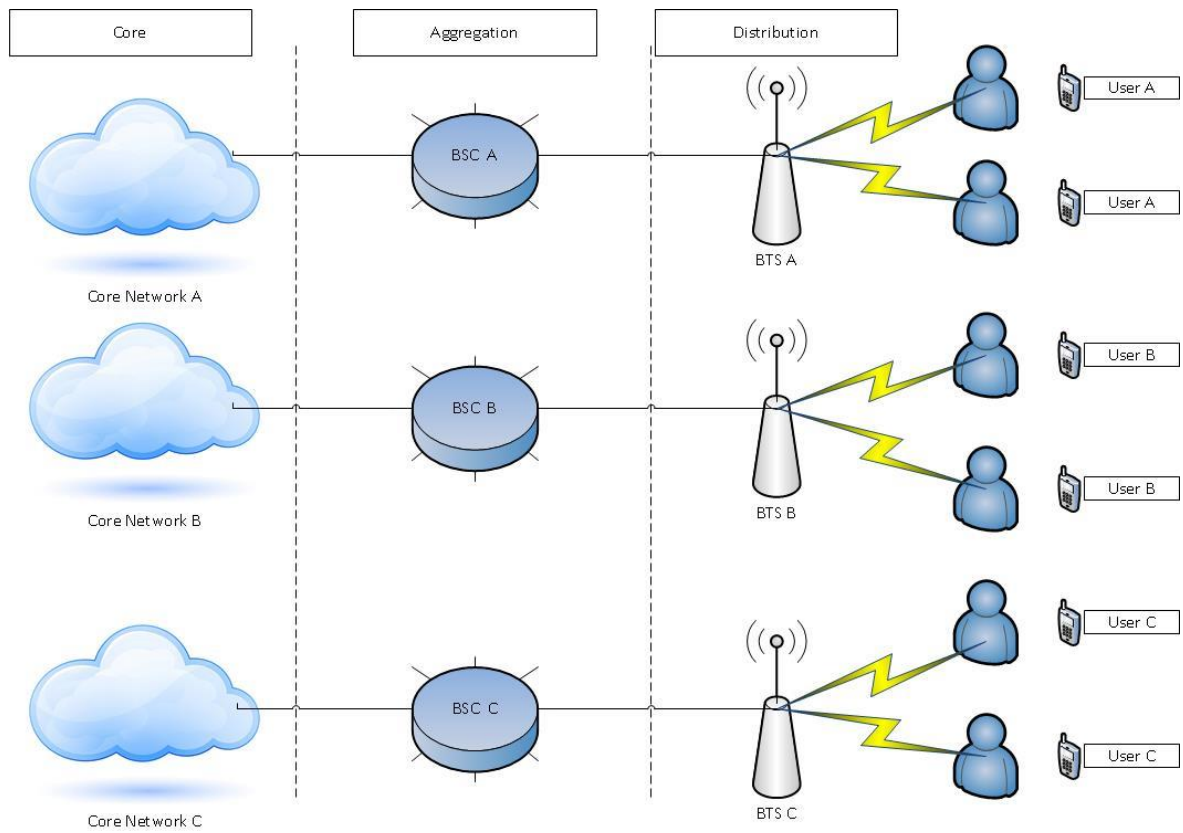 Core
Aggregation
Distribution
User A
BSC A
User A
BTS A
Core Network A
User B
BSC B
User B
BTS B
Core Network B
User C
BSC C
User C
BTS C
Core Network C